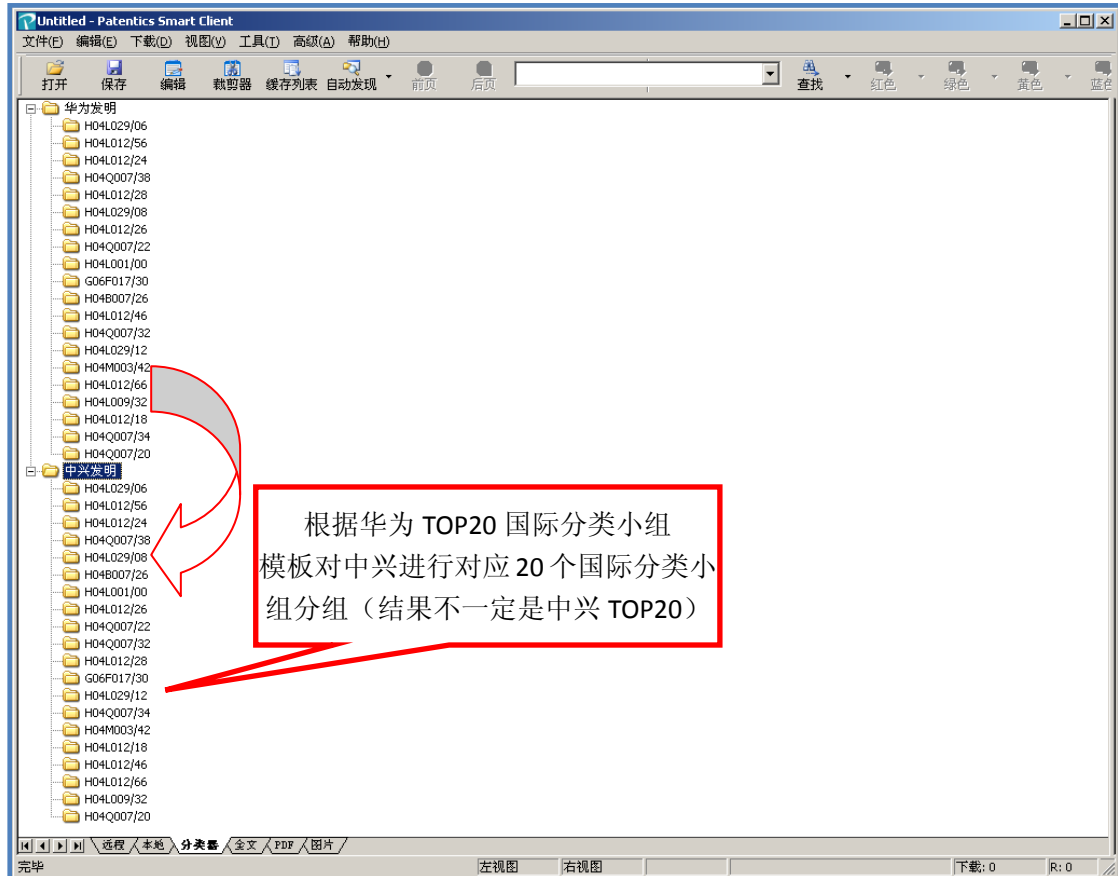 Untitled - Patentics Smart Client
文件(F) 编辑(E) 下载(D) 视图(V) 工具(T) 高级(A) 帮助(H)
打开 保存 编辑 裁剪器 缓存列表 自动发现 前页 后页 查找 红色 绿色 黄色 蓝色
华为发明
H04L029/06
H04L012/56
H04L012/24
H04Q007/38
H04L012/28
H04L029/08
H04L012/26
H04Q007/22
H04L001/00
G06F017/30
H04B007/26
H04L012/46
H04Q007/32
H04L029/12
H04M003/42
H04L012/66
H04L009/32
H04L012/18
H04Q007/34
H04Q007/20
中兴发明
H04L029/06
H04L012/56
H04L012/24
H04Q007/38
H04L029/08
H04B007/26
H04L001/00
H04L012/26
H04Q007/22
H04Q007/32
H04L012/28
G06F017/30
H04L029/12
H04Q007/34
H04M003/42
H04L012/18
H04L012/46
H04L012/66
H04L009/32
H04Q007/20
根据华为 TOP20 国际分类小组
模板对中兴进行对应 20 个国际分类小
组分组（结果不一定是中兴 TOP20）
远程 本地 分类器 全文 PDF 图片
完毕 左视图 右视图 下载: 0 R: 0